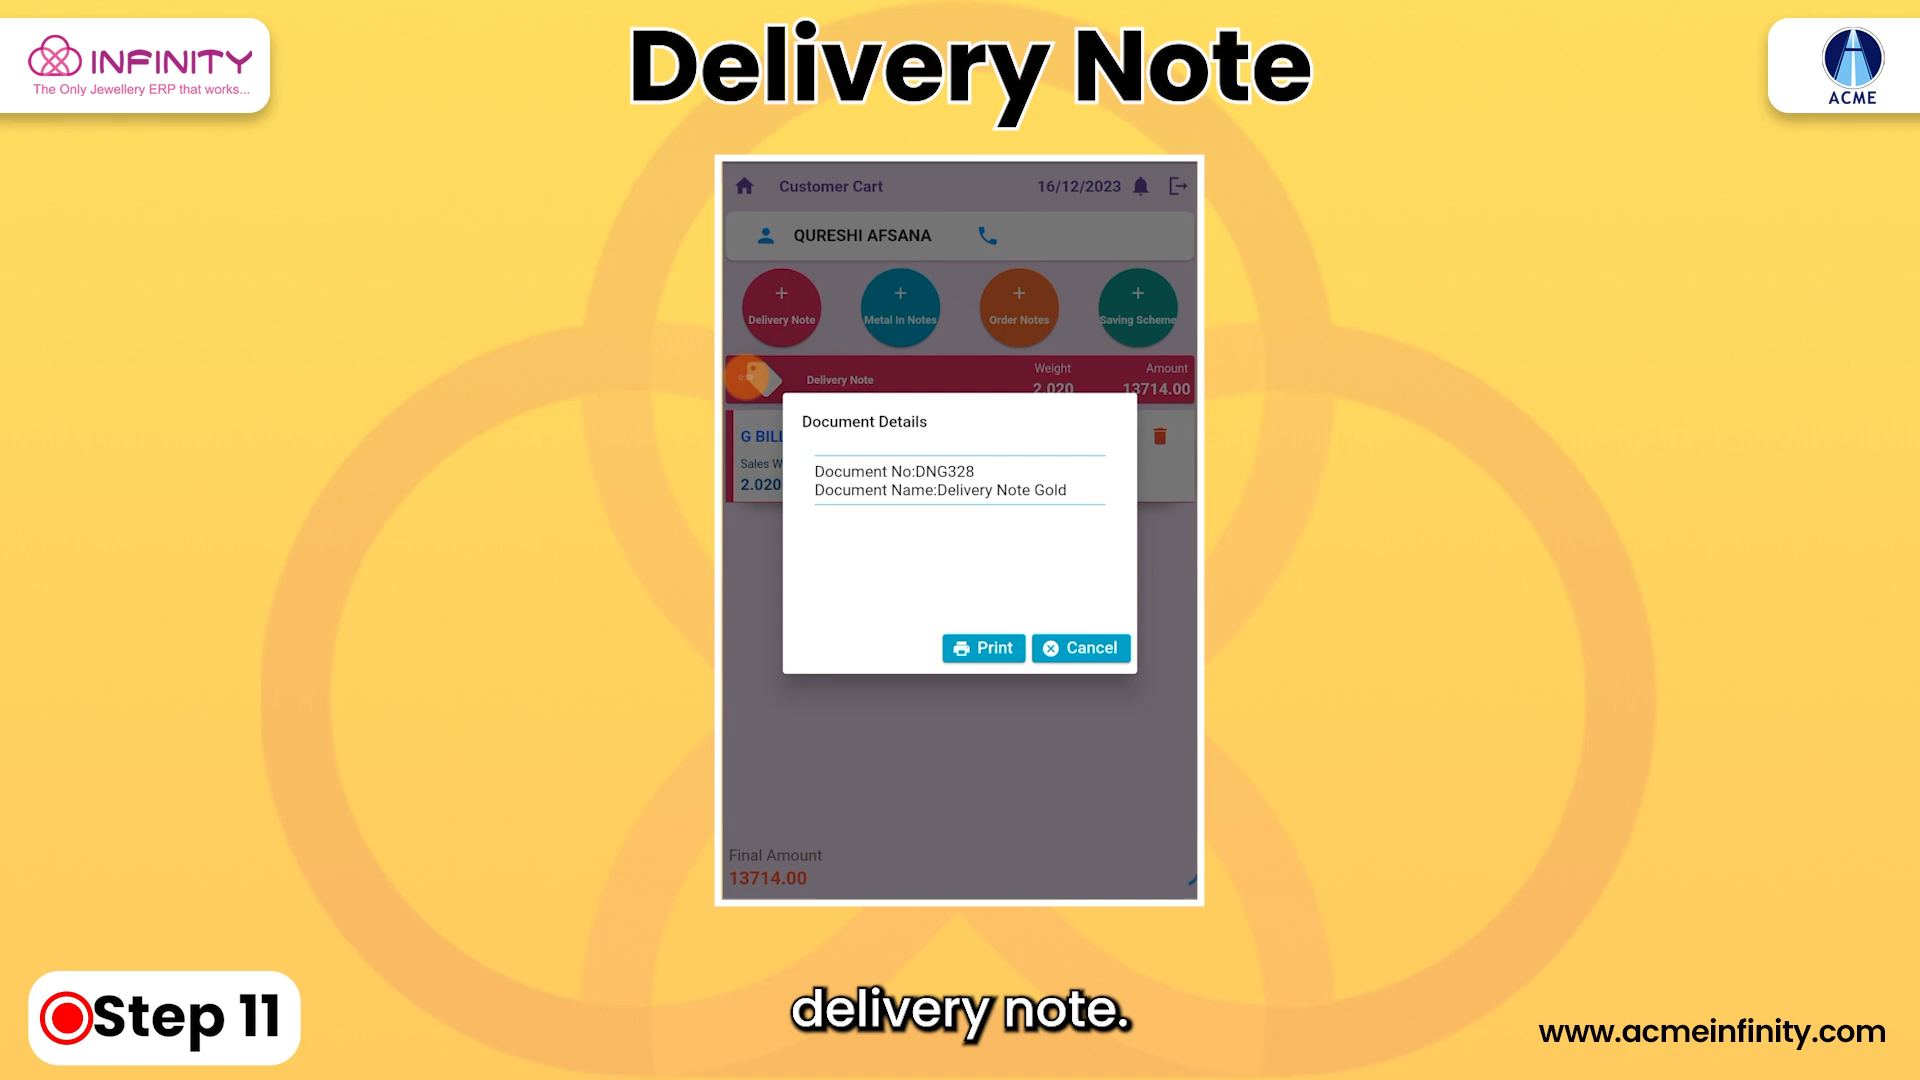 INFINITY
The Only Jewellery ERP that works...
Delivery Note
ACME
Customer Cart
16/12/2023
QURESHI AFSANA
+ + + +
Delivery Note Metal In Notes Order Notes Saving Scheme
Delivery Note
Weight Amount
2.020 13714.00
G BILL
Sales W
2.020
Document Details
Document No:DNG328
Document Name:Delivery Note Gold
Print Cancel
Final Amount
13714.00
Step 11
delivery note.
www.acmeinfinity.com